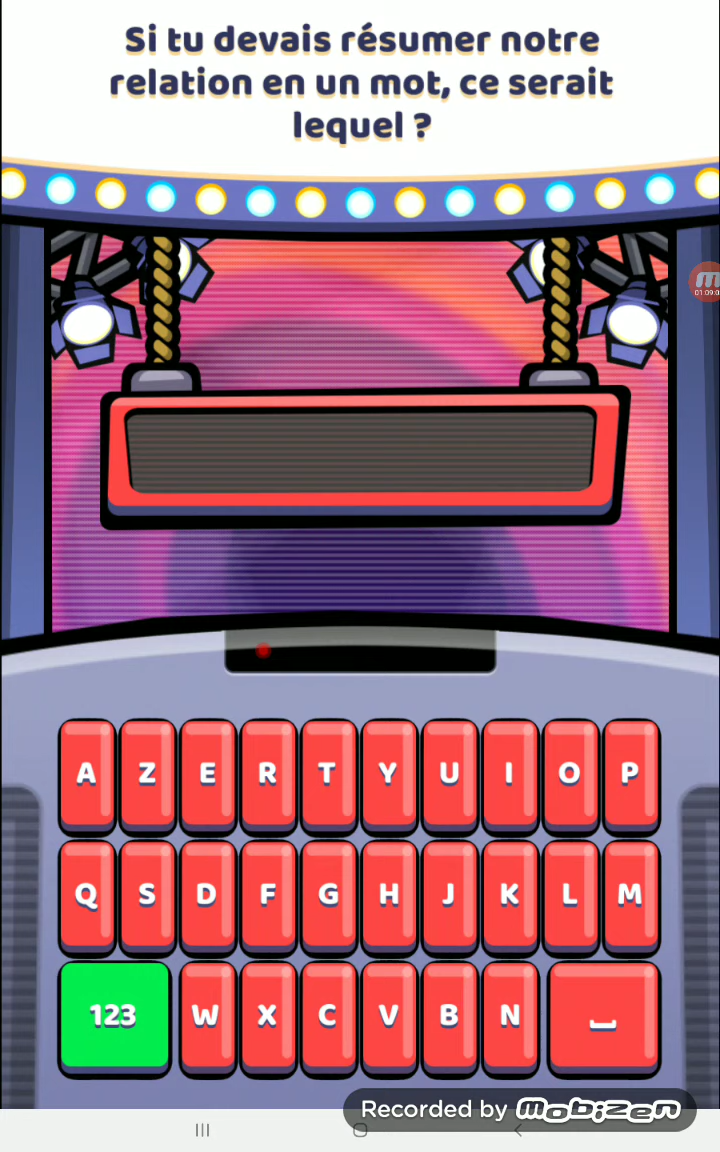 Si tu devais résumer notre
relation en un mot, ce serait
lequel ?
A Z E R T Y U I O P
Q S D F G H J K L M
123 W X C V B N
Recorded by mobizen